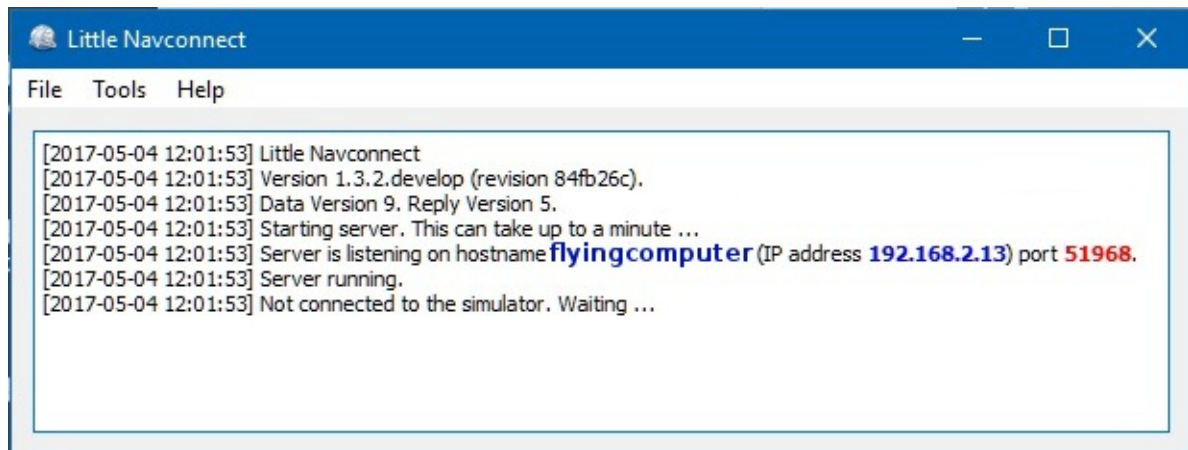 Little Navconnect
File Tools Help
[2017-05-04 12:01:53] Little Navconnect
[2017-05-04 12:01:53] Version 1.3.2.develop (revision 84fb26c).
[2017-05-04 12:01:53] Data Version 9. Reply Version 5.
[2017-05-04 12:01:53] Starting server. This can take up to a minute ...
[2017-05-04 12:01:53] Server is listening on hostname flyingcomputer (IP address 192.168.2.13) port 51968.
[2017-05-04 12:01:53] Server running.
[2017-05-04 12:01:53] Not connected to the simulator. Waiting ...